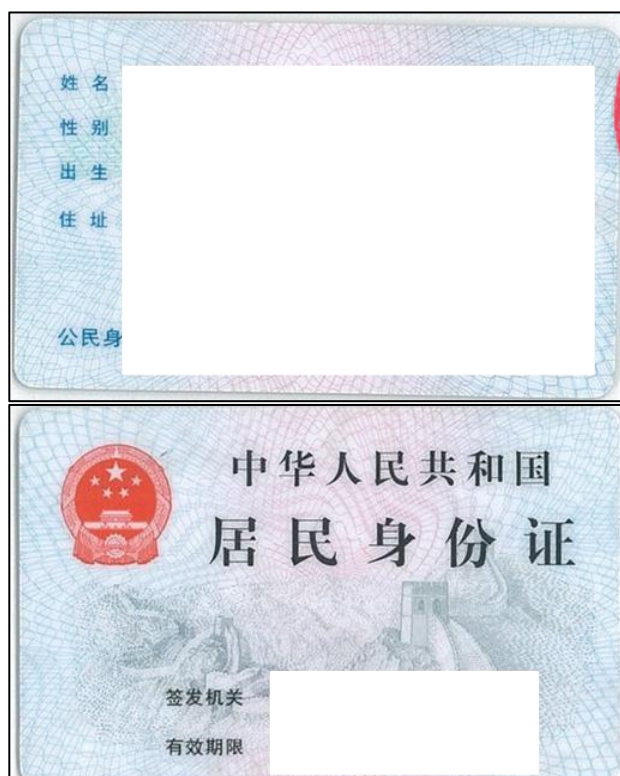 姓名
性别
出生
住址
公民身
中华人民共和国
居民身份证
签发机关
有效期限